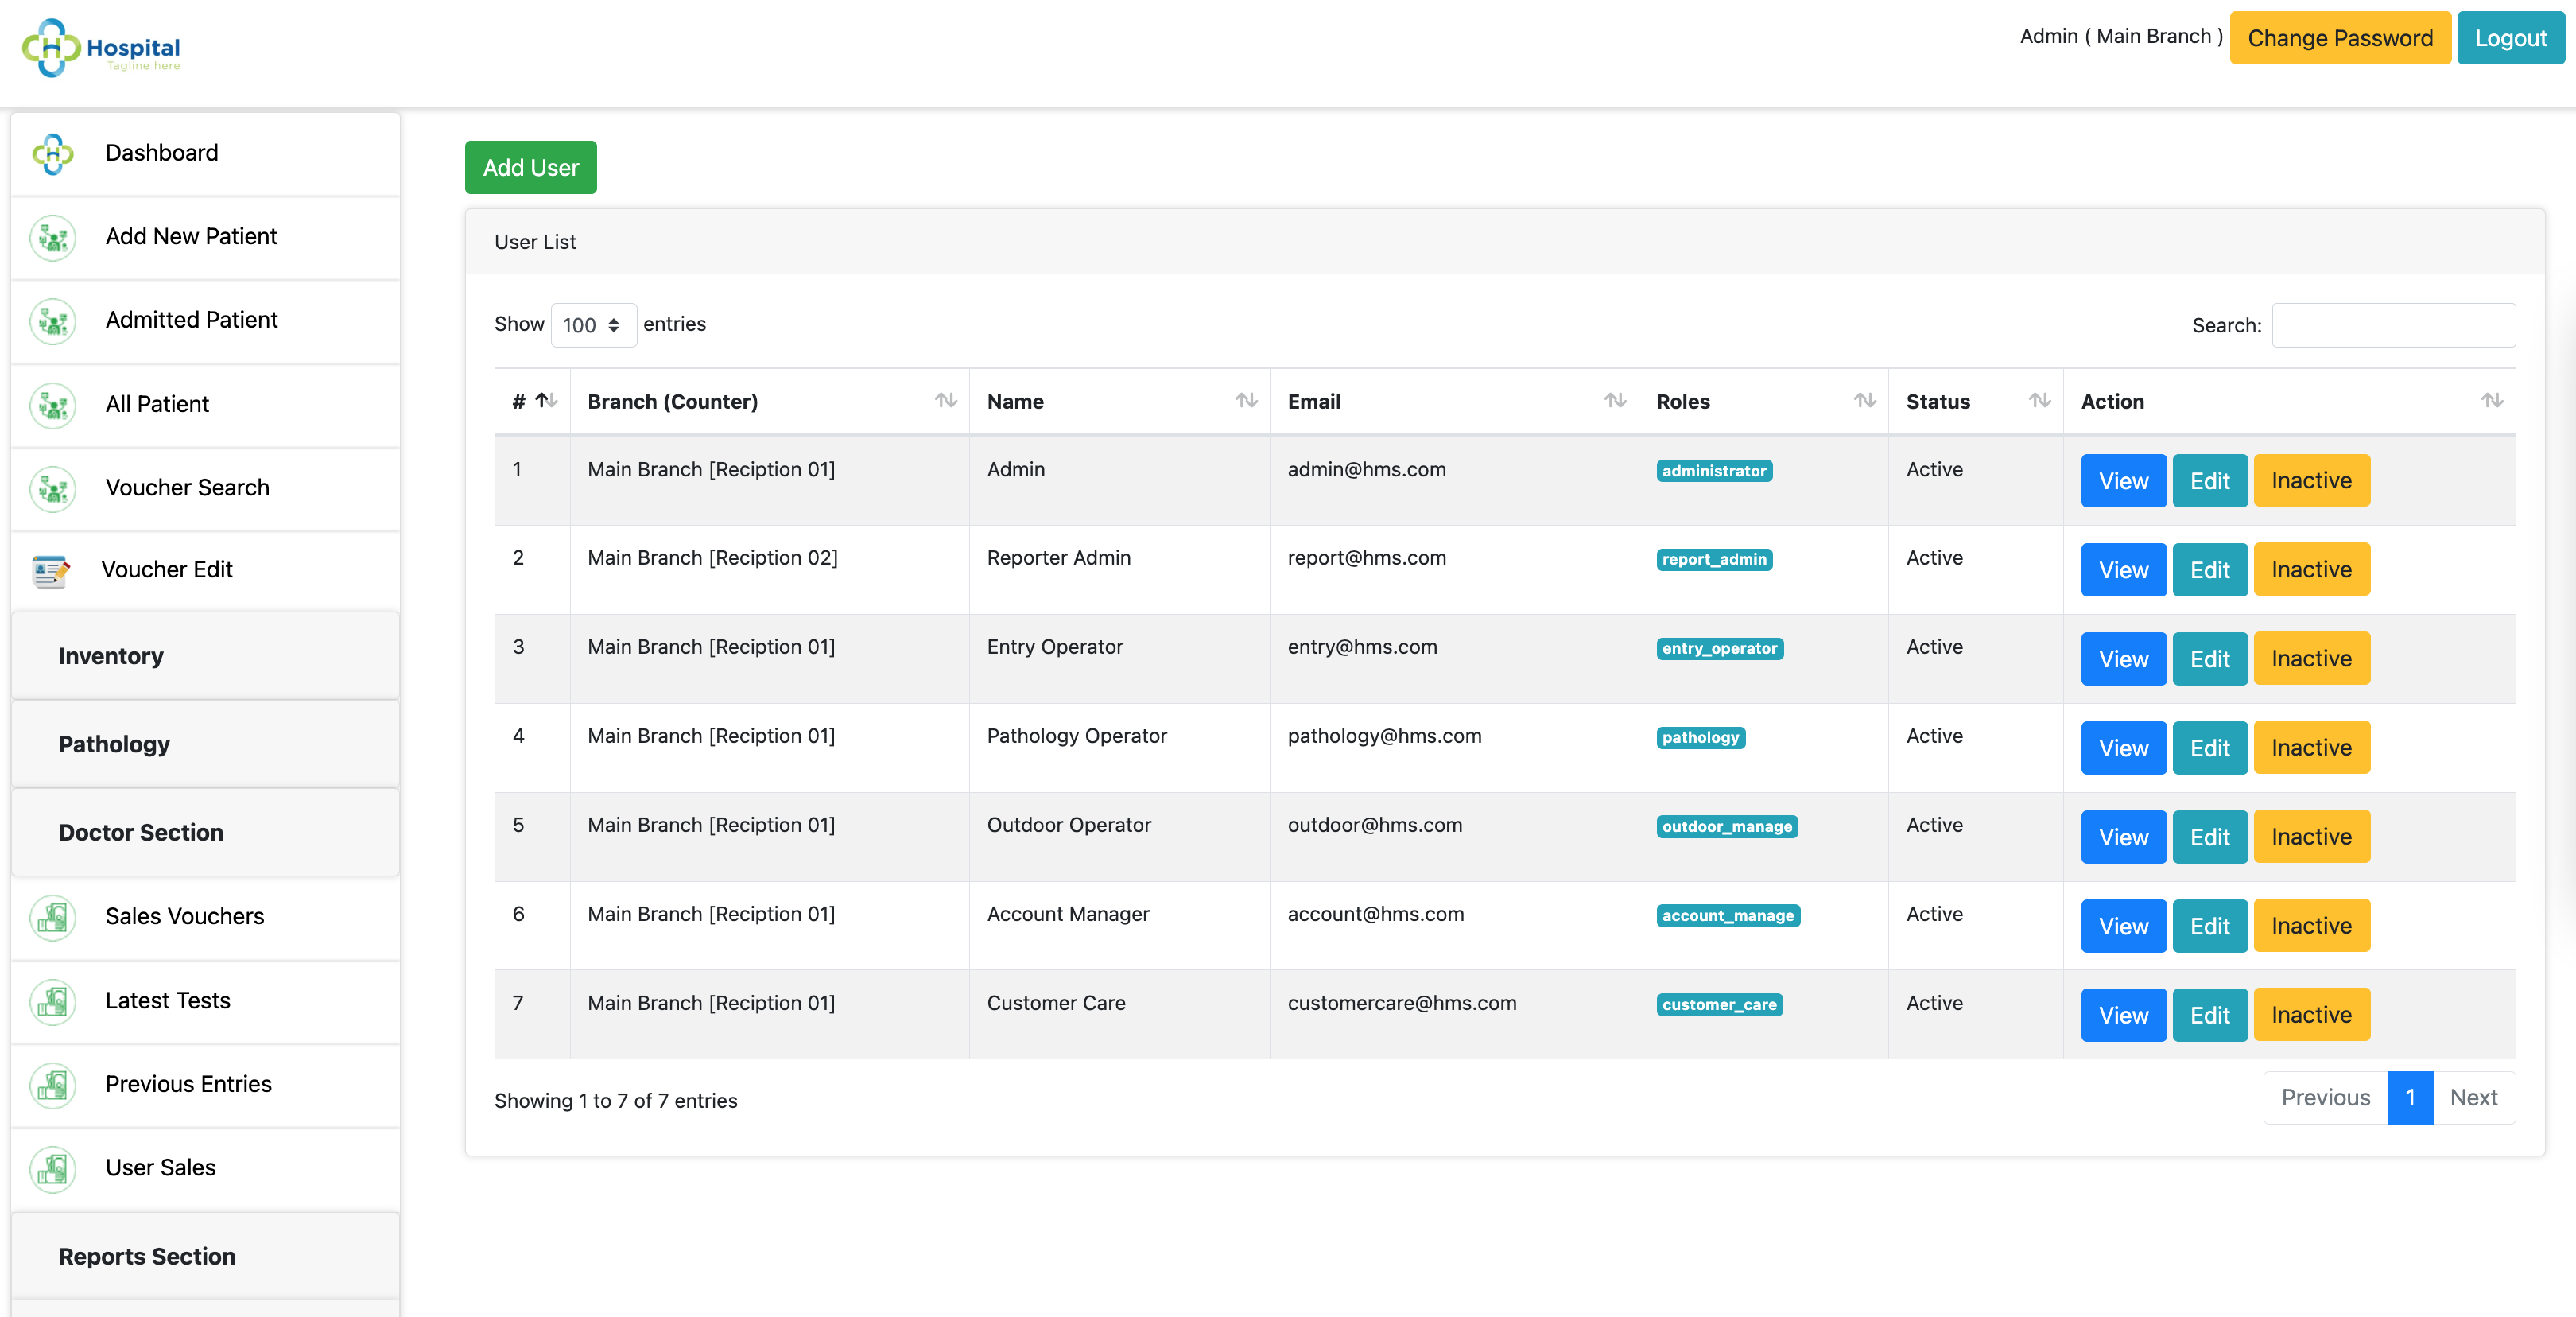 Hospital
Tagline here
Admin ( Main Branch ) Change Password Logout
Dashboard
Add New Patient
Admitted Patient
All Patient
Voucher Search
Voucher Edit
Inventory
Pathology
Doctor Section
Sales Vouchers
Latest Tests
Previous Entries
User Sales
Reports Section
Add User
User List
Show 100 entries Search:
# Branch (Counter) Name Email Roles Status Action
1 Main Branch [Reciption 01] Admin admin@hms.com administrator Active View Edit Inactive
2 Main Branch [Reciption 02] Reporter Admin report@hms.com report_admin Active View Edit Inactive
3 Main Branch [Reciption 01] Entry Operator entry@hms.com entry_operator Active View Edit Inactive
4 Main Branch [Reciption 01] Pathology Operator pathology@hms.com pathology Active View Edit Inactive
5 Main Branch [Reciption 01] Outdoor Operator outdoor@hms.com outdoor_manage Active View Edit Inactive
6 Main Branch [Reciption 01] Account Manager account@hms.com account_manage Active View Edit Inactive
7 Main Branch [Reciption 01] Customer Care customercare@hms.com customer_care Active View Edit Inactive
Showing 1 to 7 of 7 entries Previous 1 Next